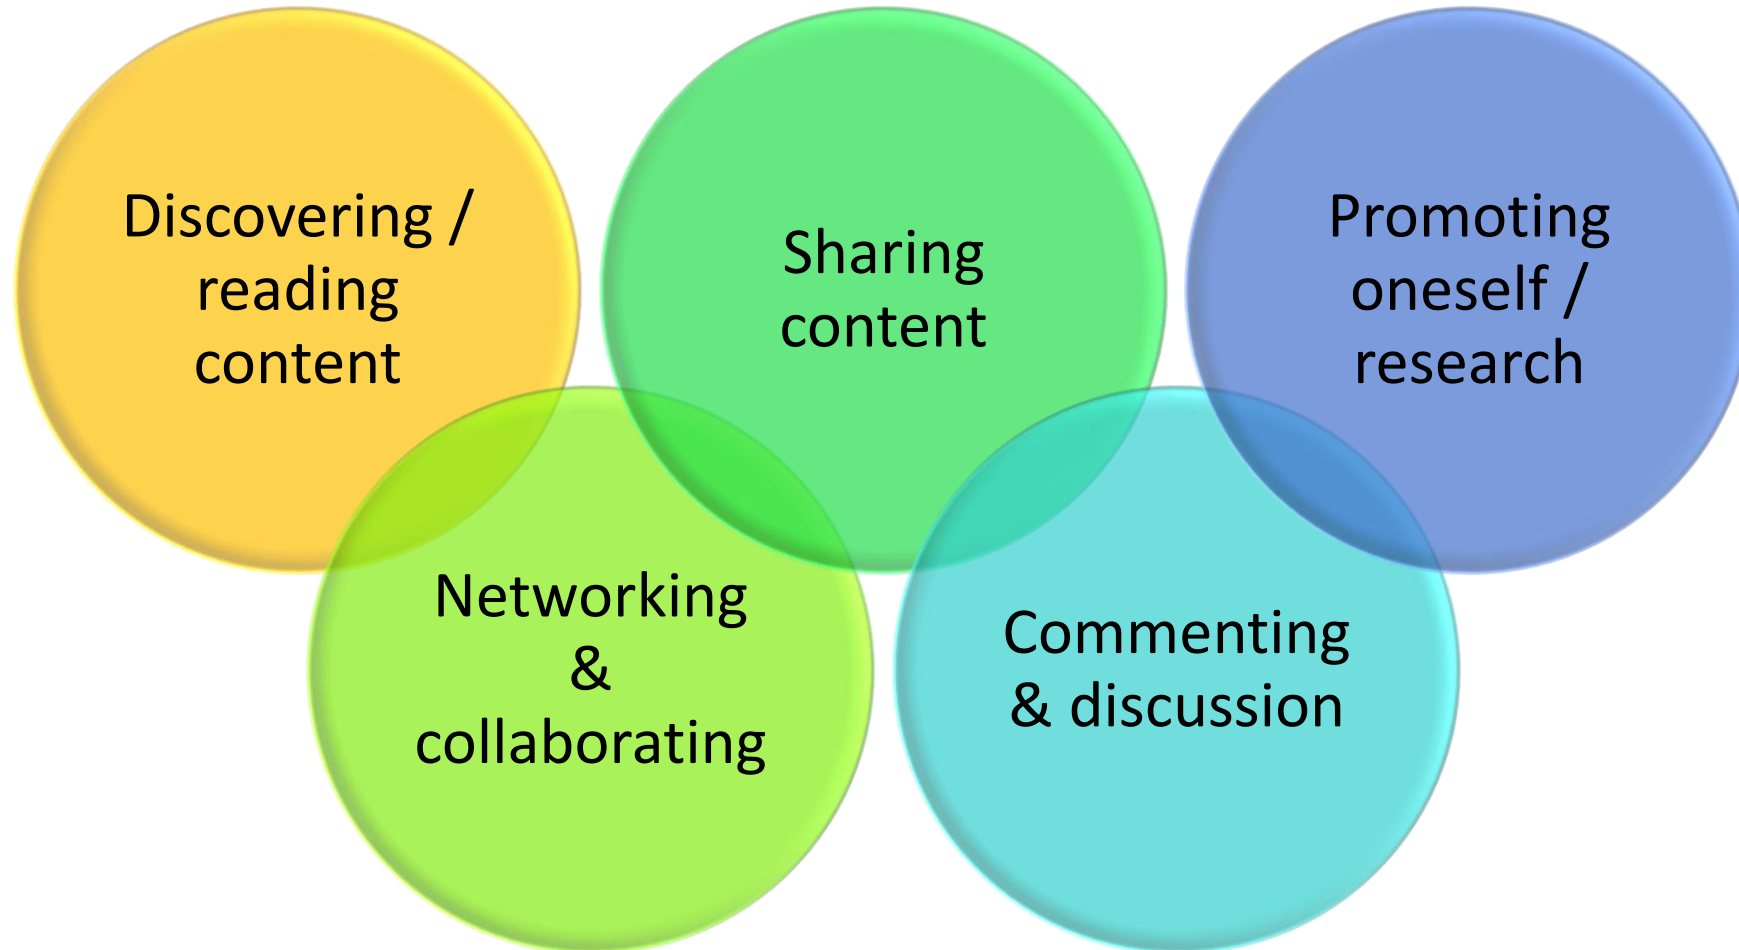 Discovering /
reading
content
Networking
&
collaborating
Sharing
content
Commenting
& discussion
Promoting
oneself /
research